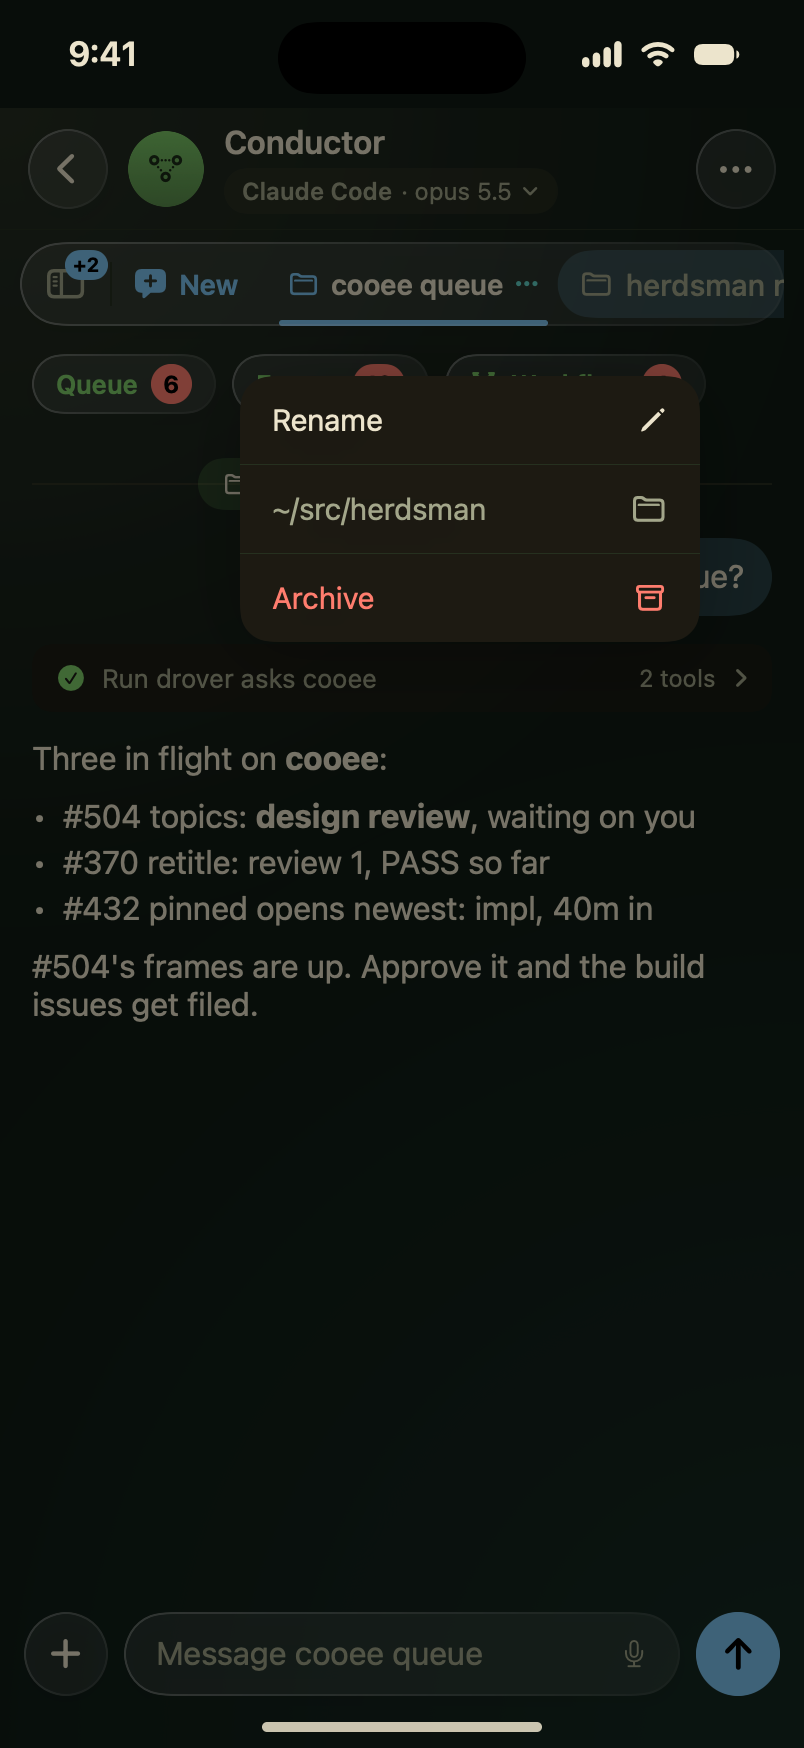 9:41
Conductor
Claude Code · opus 5.5
+2
New
cooee queue
herdsman
Queue 6
Rename
~/src/herdsman
Archive
Run drover asks cooee
2 tools
Three in flight on cooee:
• #504 topics: design review, waiting on you
• #370 retitle: review 1, PASS so far
• #432 pinned opens newest: impl, 40m in
#504's frames are up. Approve it and the build
issues get filed.
Message cooee queue